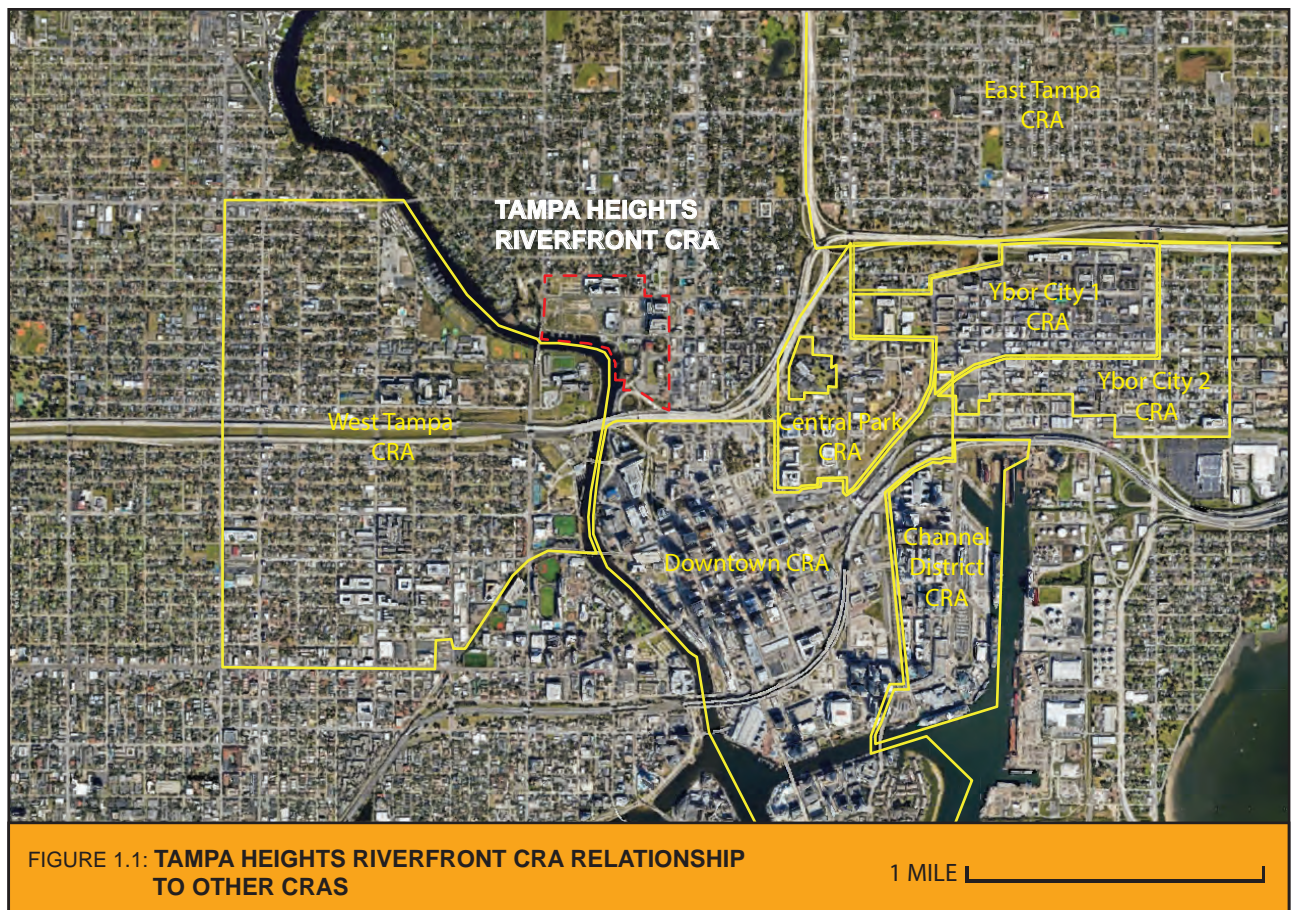 East Tampa
CRA
TAMPA HEIGHTS
RIVERFRONT CRA
Ybor City 1
CRA
Ybor City 2
CRA
West Tampa
CRA
Central Park
CRA
Downtown CRA
Channel
District
CRA
FIGURE 1.1: TAMPA HEIGHTS RIVERFRONT CRA RELATIONSHIP
TO OTHER CRAS
1 MILE